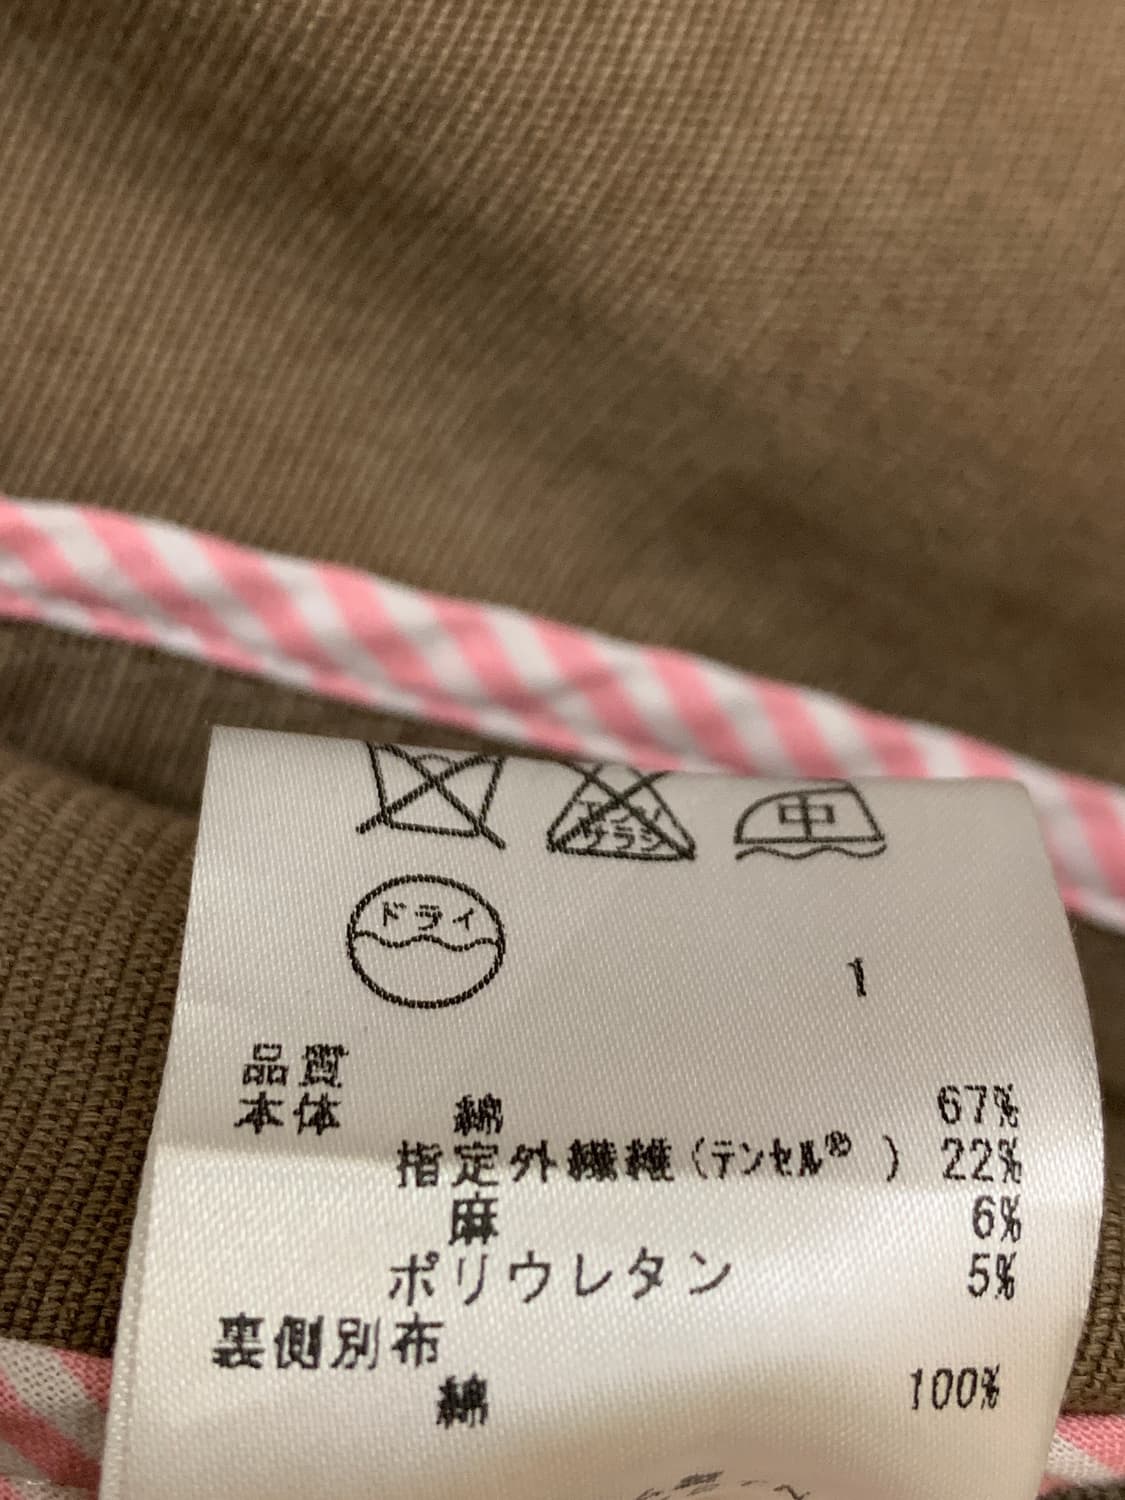 エンソ
サラシ
中
ドライ
1
品質
本体 綿 67%
指定外繊維(テンセル® ) 22%
麻 6%
ポリウレタン 5%
裏側別布
綿 100%